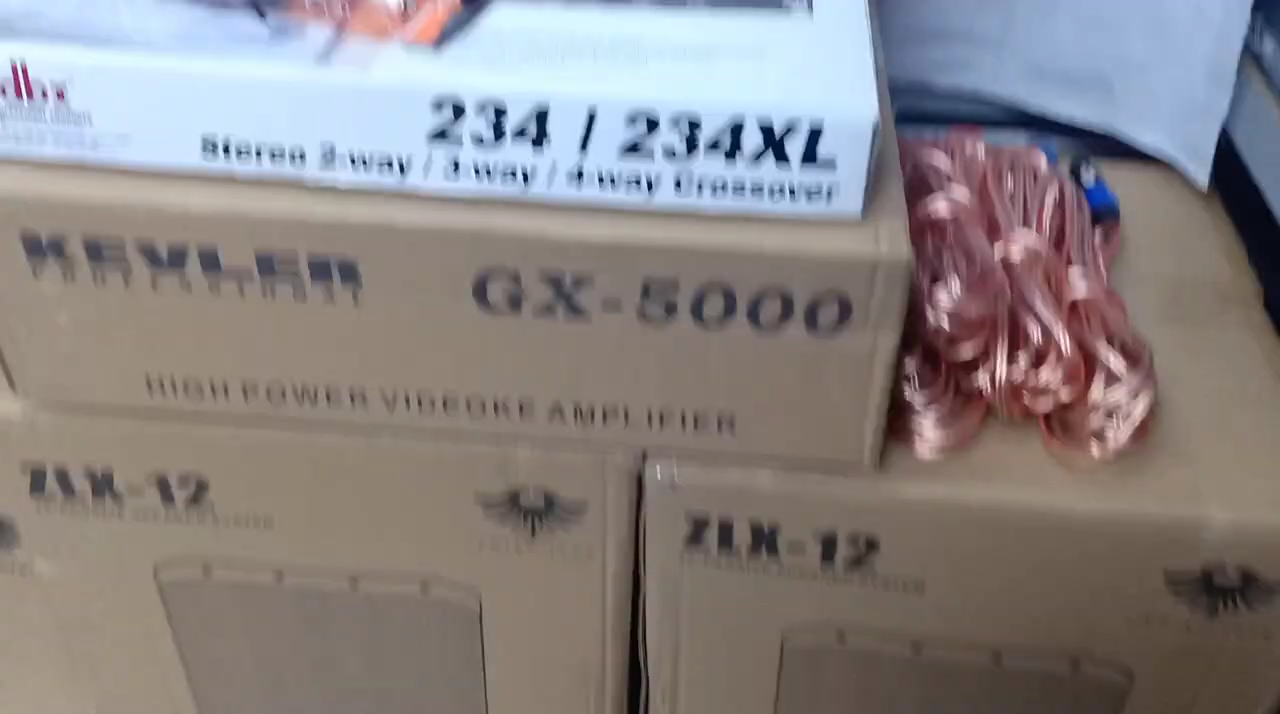 dbx
234 / 234XL
Stereo 2-way / 3-way / 4-way Crossover
KEVLER
GX-5000
HIGH POWER VIDEOKE AMPLIFIER
ZLX-12
ZLX-12